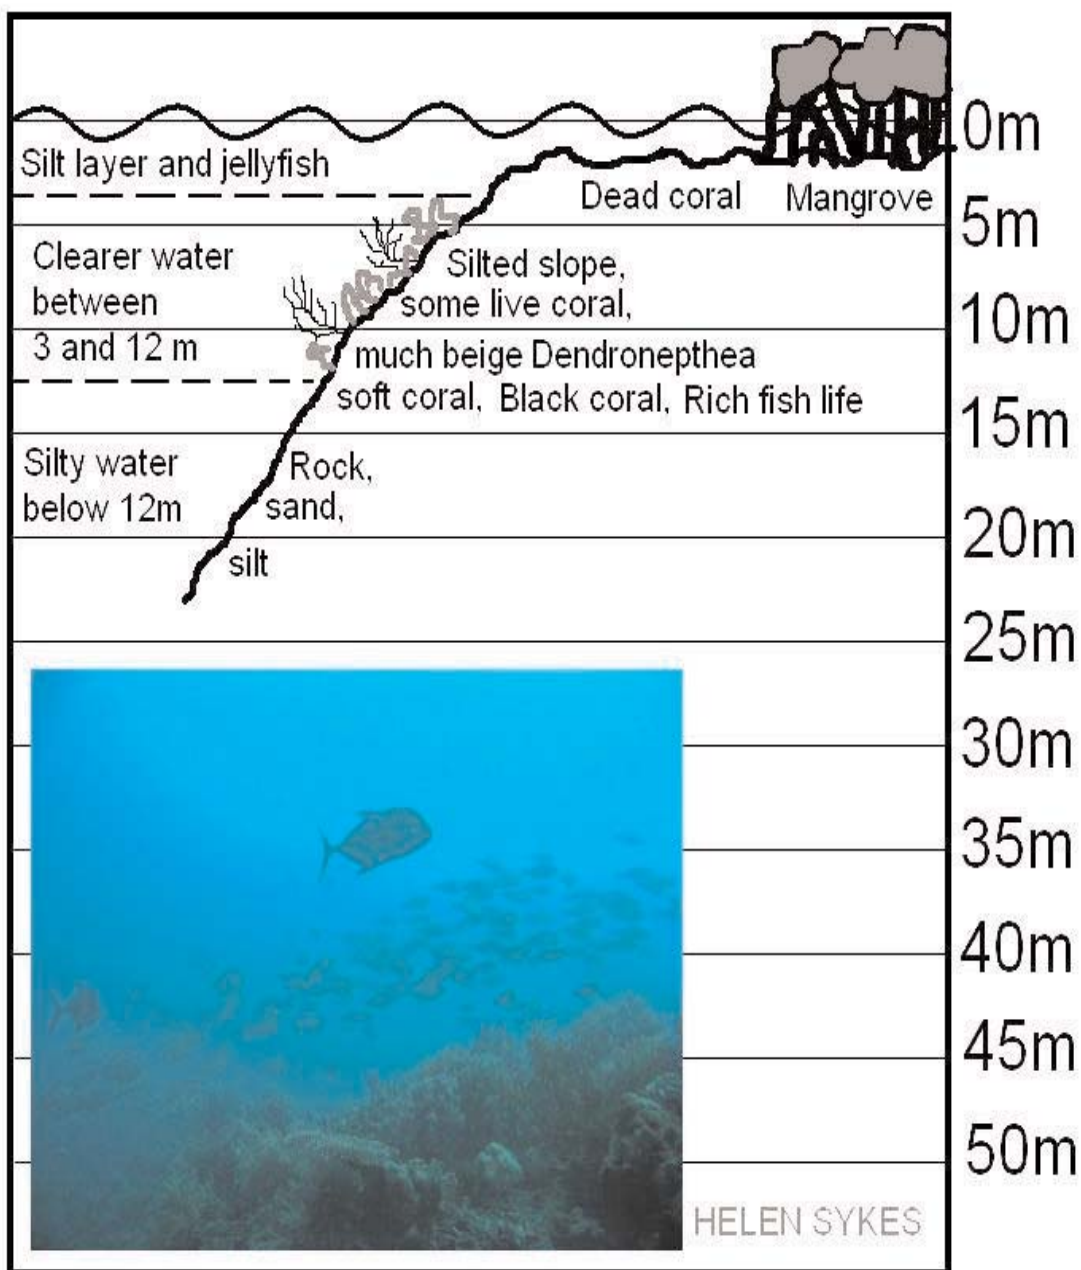 0m
Silt layer and jellyfish
Dead coral
Mangrove
5m
Clearer water
between
3 and 12 m
Silted slope,
some live coral,
10m
much beige Dendronepthea
soft coral, Black coral, Rich fish life
15m
Silty water
below 12m
Rock,
sand,
20m
silt
25m
30m
35m
40m
45m
50m
HELEN SYKES